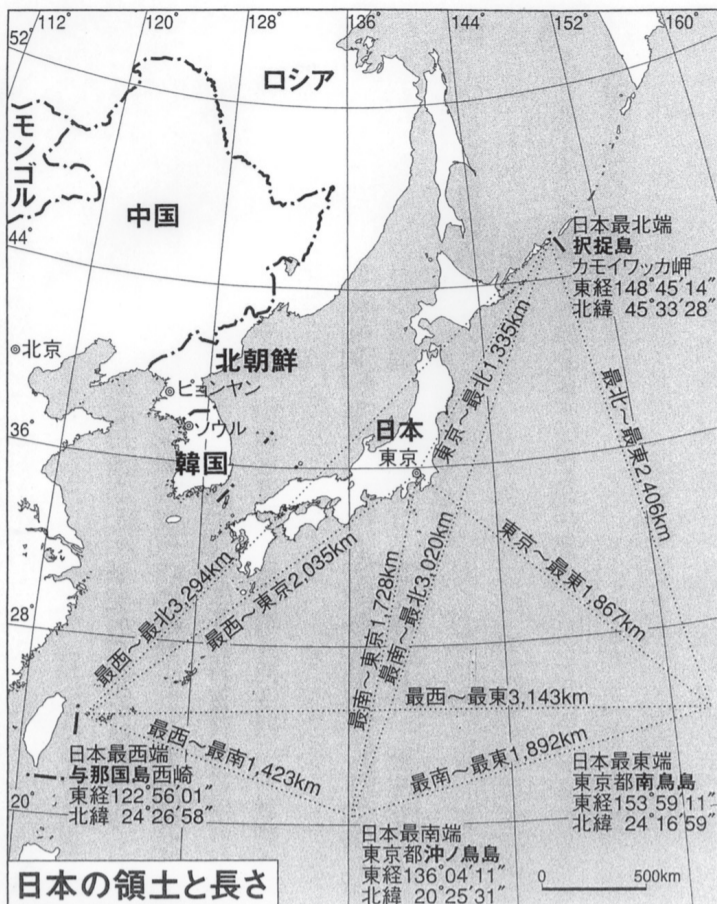 112° 120° 128° 136° 144° 152° 160°
52°
ロシア
モンゴル
中国
44°
日本最北端
択捉島
カモイワッカ岬
東経148°45′14″
北緯 45°33′28″
北京
北朝鮮
ピョンヤン
東京〜最北1,335km
36°
ソウル
日本
韓国
東京
最北〜最東2,406km
最西〜最北3,294km
最西〜東京2,035km
最南〜東京1,728km
最南〜最北3,020km
東京〜最東1,867km
28°
最西〜最東3,143km
最西〜最南1,423km
最南〜最東1,892km
日本最西端
与那国島西崎
東経122°56′01″
北緯 24°26′58″
日本最東端
東京都南鳥島
東経153°59′11″
北緯 24°16′59″
20°
日本最南端
東京都沖ノ鳥島
東経136°04′11″
北緯 20°25′31″
0 500km
日本の領土と長さ